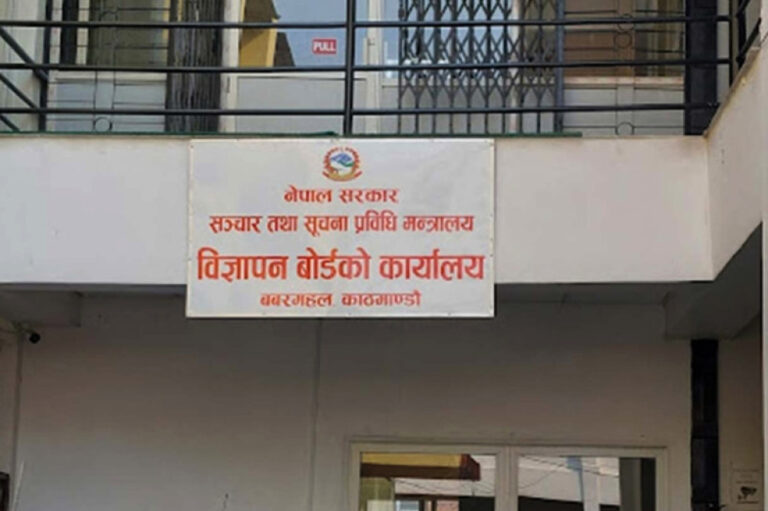 PULL
नेपाल सरकार
सञ्चार तथा सूचना प्रविधि मन्त्रालय
विज्ञापन बोर्डको कार्यालय
बबरमहल, काठमाण्डौ